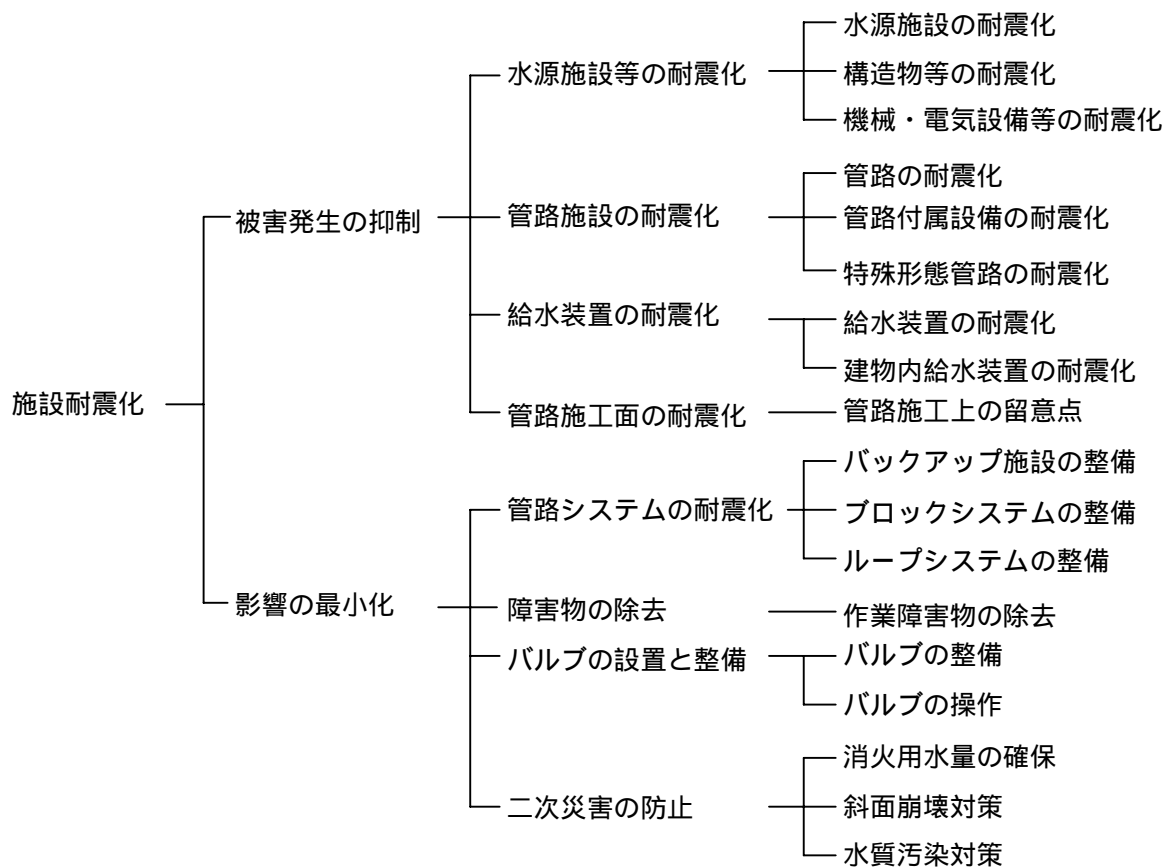 施設耐震化
被害発生の抑制
水源施設等の耐震化
水源施設の耐震化
構造物等の耐震化
機械・電気設備等の耐震化
管路施設の耐震化
管路の耐震化
管路付属設備の耐震化
特殊形態管路の耐震化
給水装置の耐震化
給水装置の耐震化
建物内給水装置の耐震化
管路施工面の耐震化
管路施工上の留意点
影響の最小化
管路システムの耐震化
バックアップ施設の整備
ブロックシステムの整備
ループシステムの整備
障害物の除去
作業障害物の除去
バルブの設置と整備
バルブの整備
バルブの操作
二次災害の防止
消火用水量の確保
斜面崩壊対策
水質汚染対策